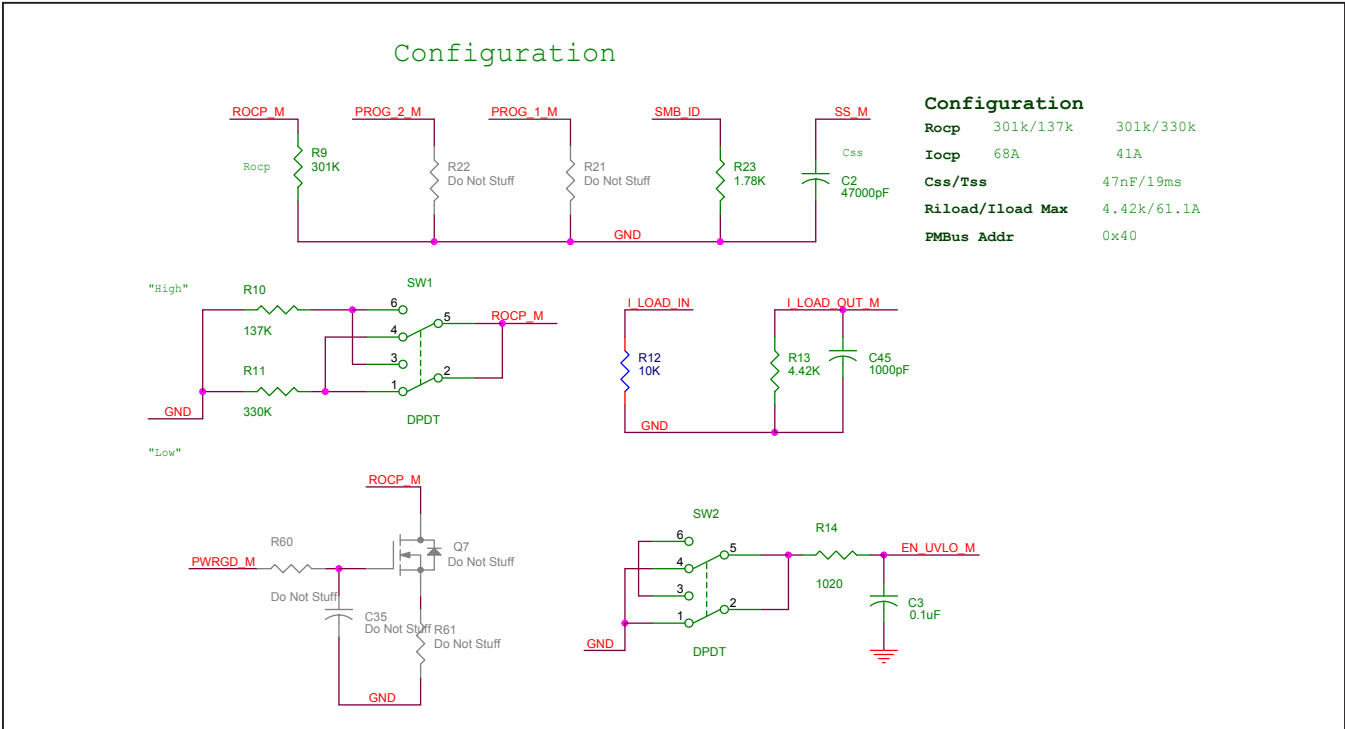 Configuration
ROCP_M
PROG_2_M
PROG_1_M
SMB_ID
SS_M
Rocp
R9
301K
R22
Do Not Stuff
R21
Do Not Stuff
R23
1.78K
Css
C2
47000pF
GND
Configuration
Rocp 301k/137k 301k/330k
Iocp 68A 41A
Css/Tss 47nF/19ms
Riload/Iload Max 4.42k/61.1A
PMBus Addr 0x40
"High"
R10
137K
R11
330K
GND
"Low"
SW1
6
5
4
3
2
1
DPDT
ROCP_M
I_LOAD_IN
R12
10K
GND
I_LOAD_OUT_M
R13
4.42K
C45
1000pF
ROCP_M
PWRGD_M
R60
Do Not Stuff
Q7
Do Not Stuff
C35
Do Not Stuff
R61
Do Not Stuff
GND
SW2
6
5
4
3
2
1
DPDT
GND
R14
1020
EN_UVLO_M
C3
0.1uF